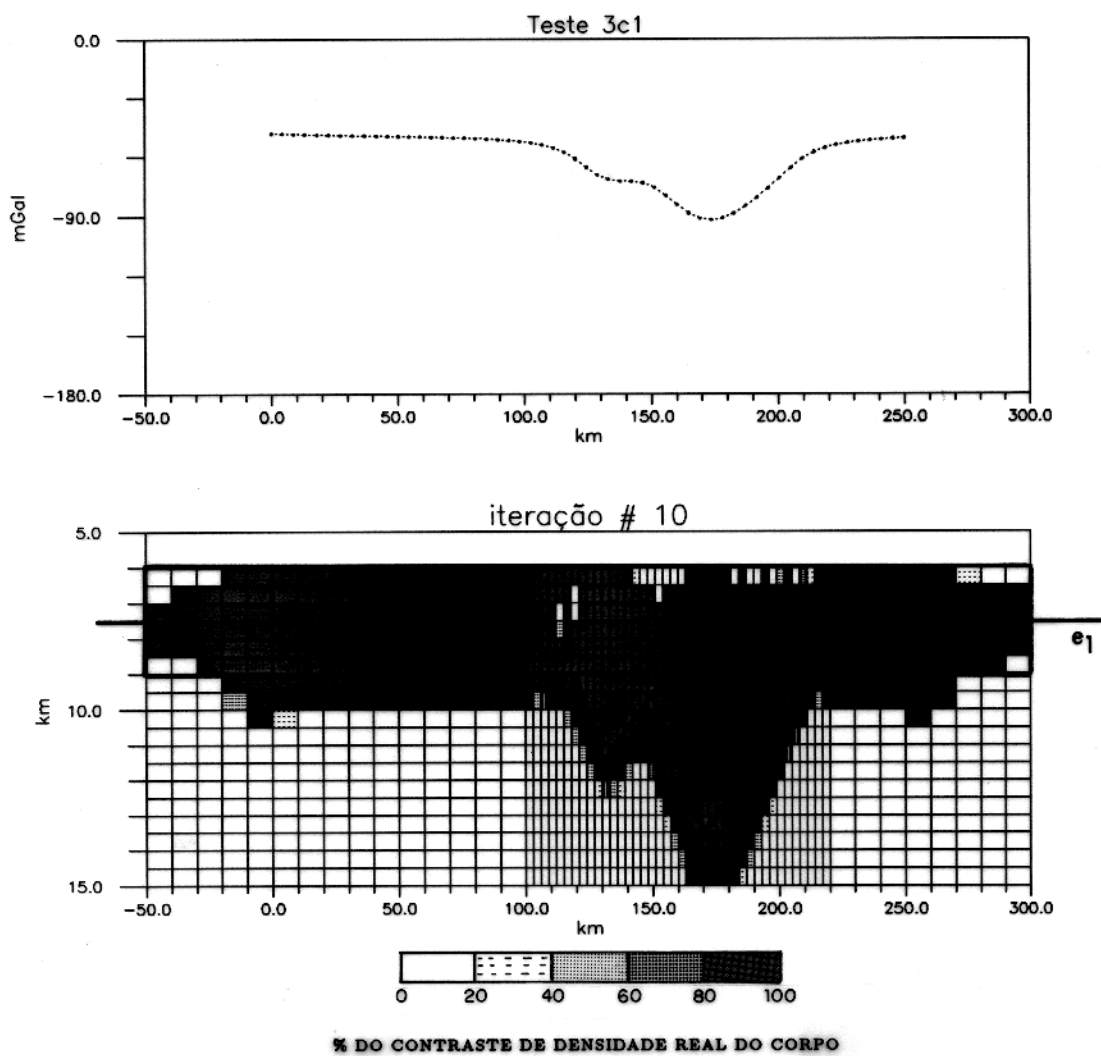 Teste 3c1
0.0
-90.0
-180.0
mGal
-50.0 0.0 50.0 100.0 150.0 200.0 250.0 300.0
km
iteração # 10
5.0
10.0
15.0
km
e1
-50.0 0.0 50.0 100.0 150.0 200.0 250.0 300.0
km
0 20 40 60 80 100
% DO CONTRASTE DE DENSIDADE REAL DO CORPO